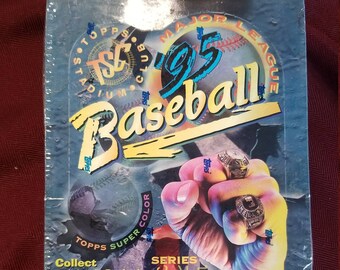 TOPPS STADIUM CLUB
TSC
MAJOR LEAGUE
'95
Baseball
TOPPS SUPER COLOR
Collect
SERIES